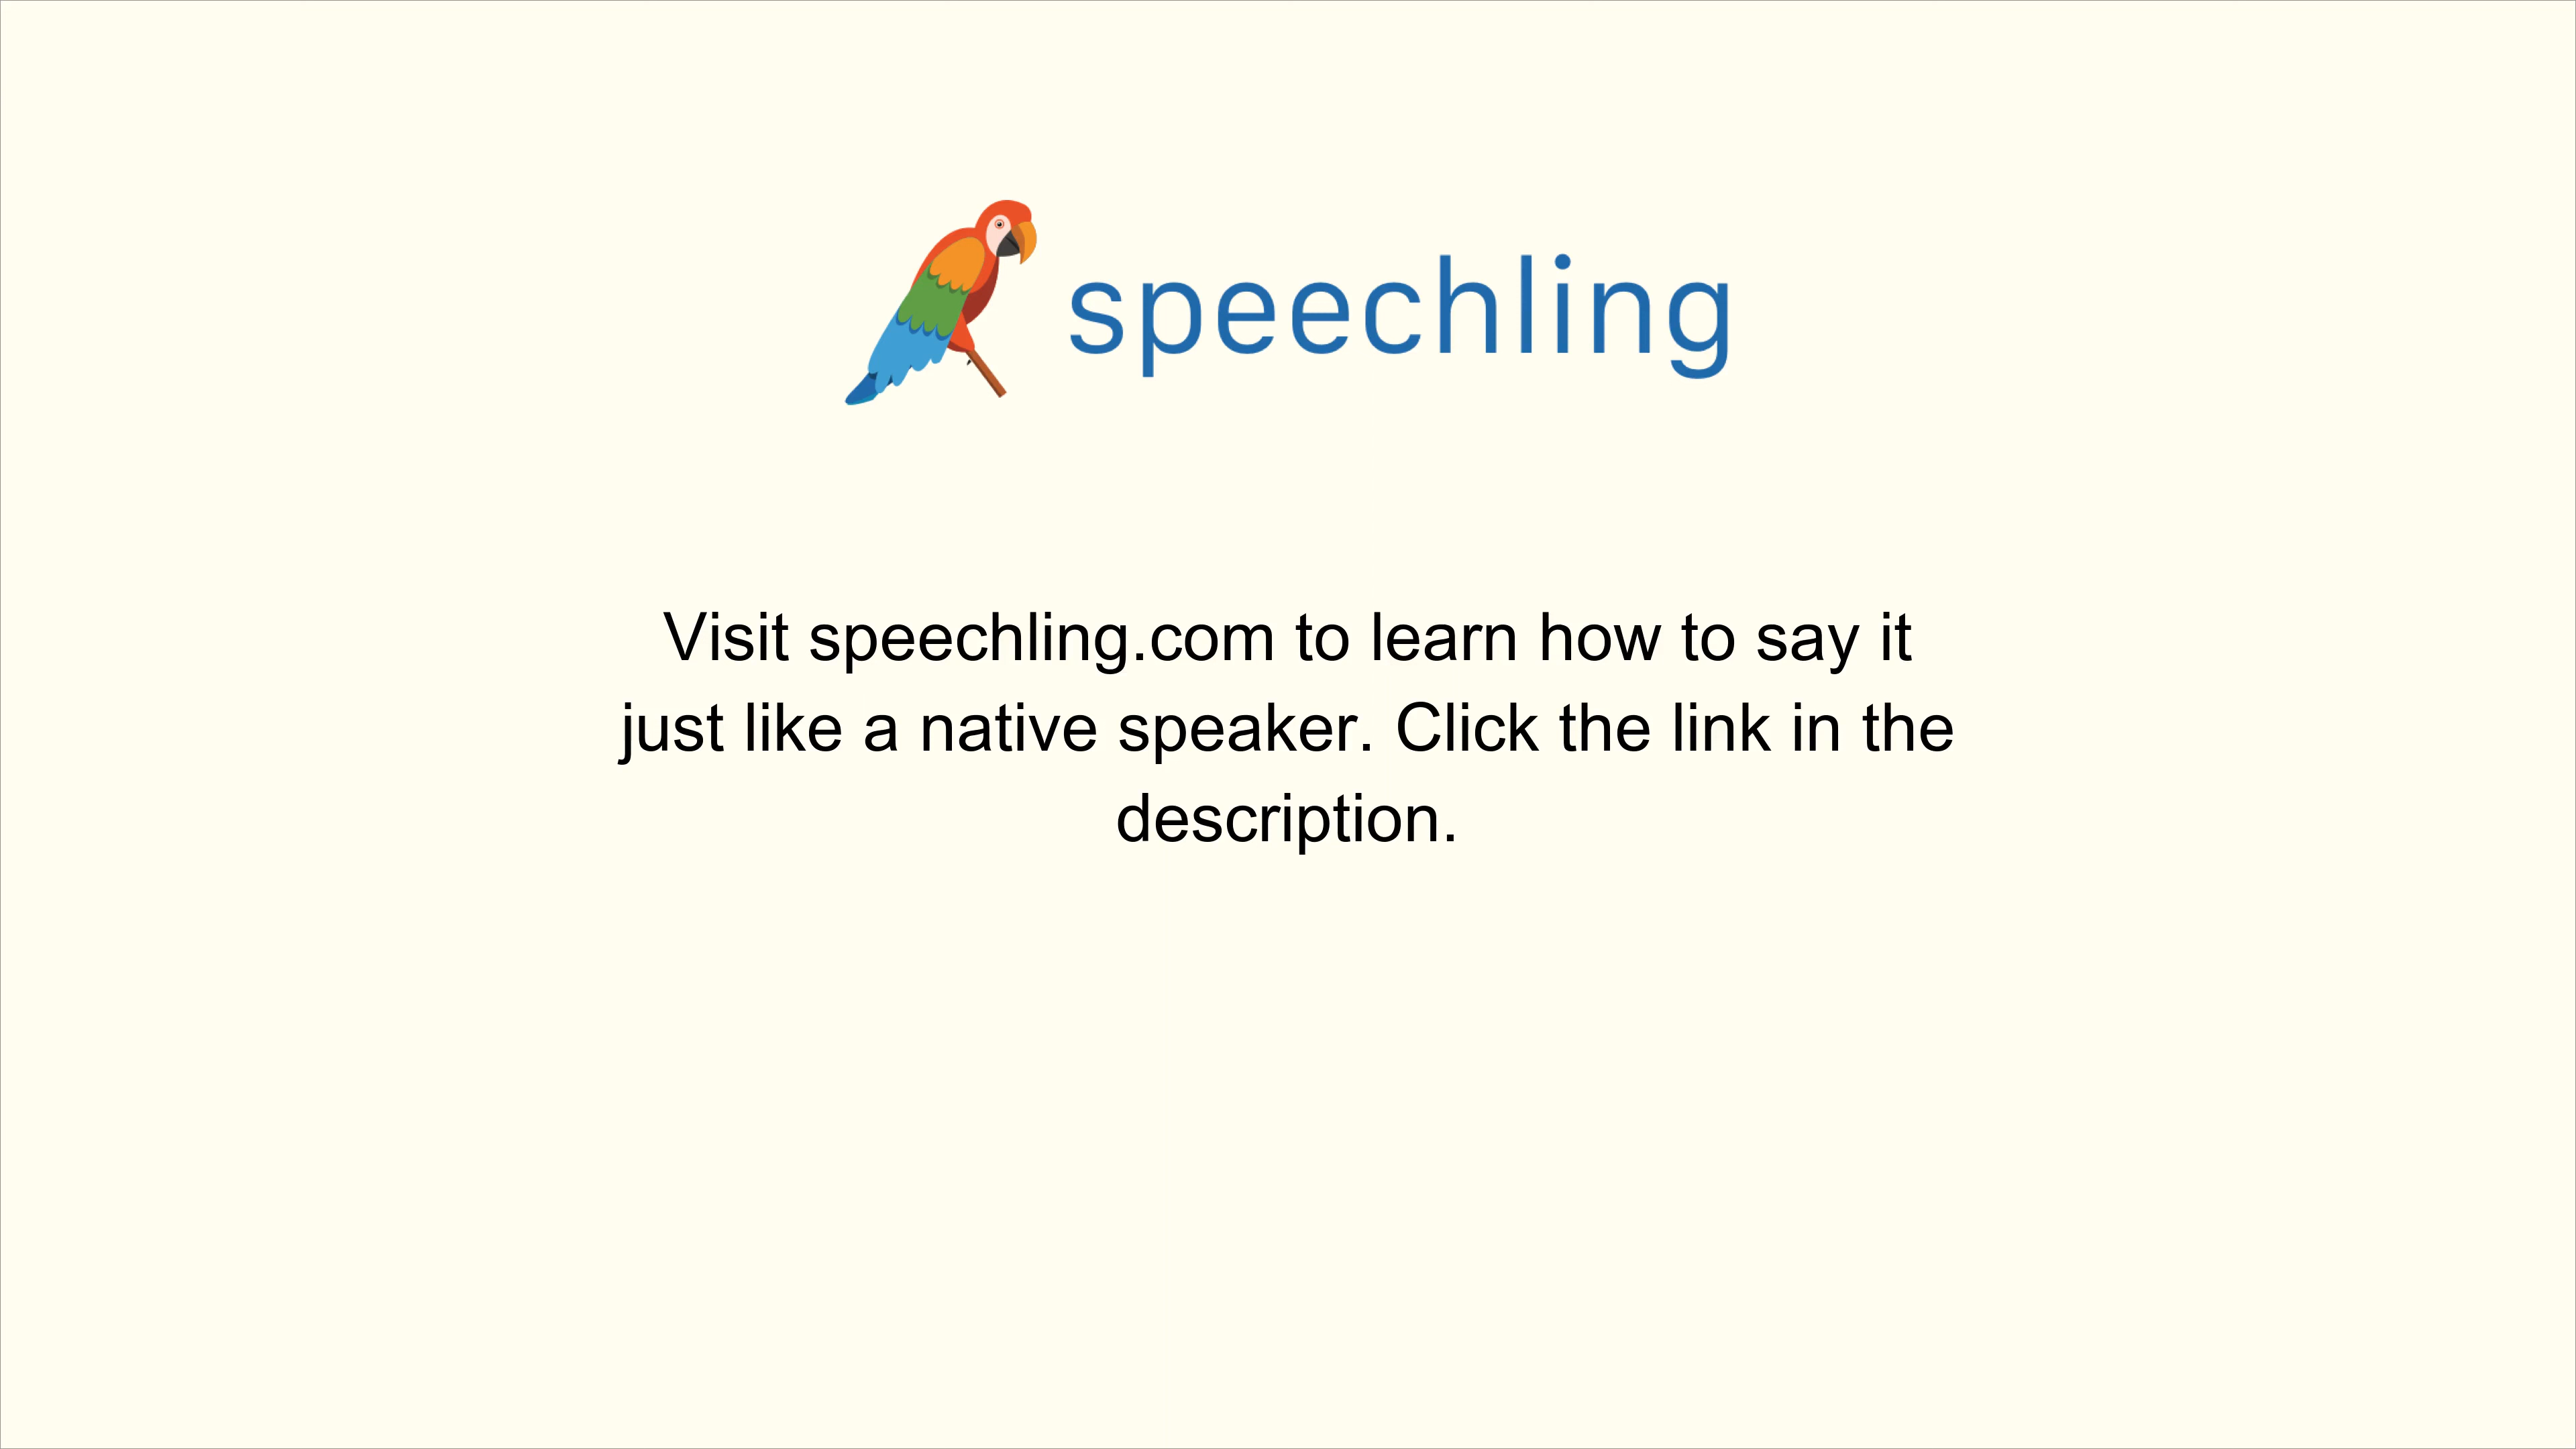 speechling
Visit speechling.com to learn how to say it
just like a native speaker. Click the link in the
description.